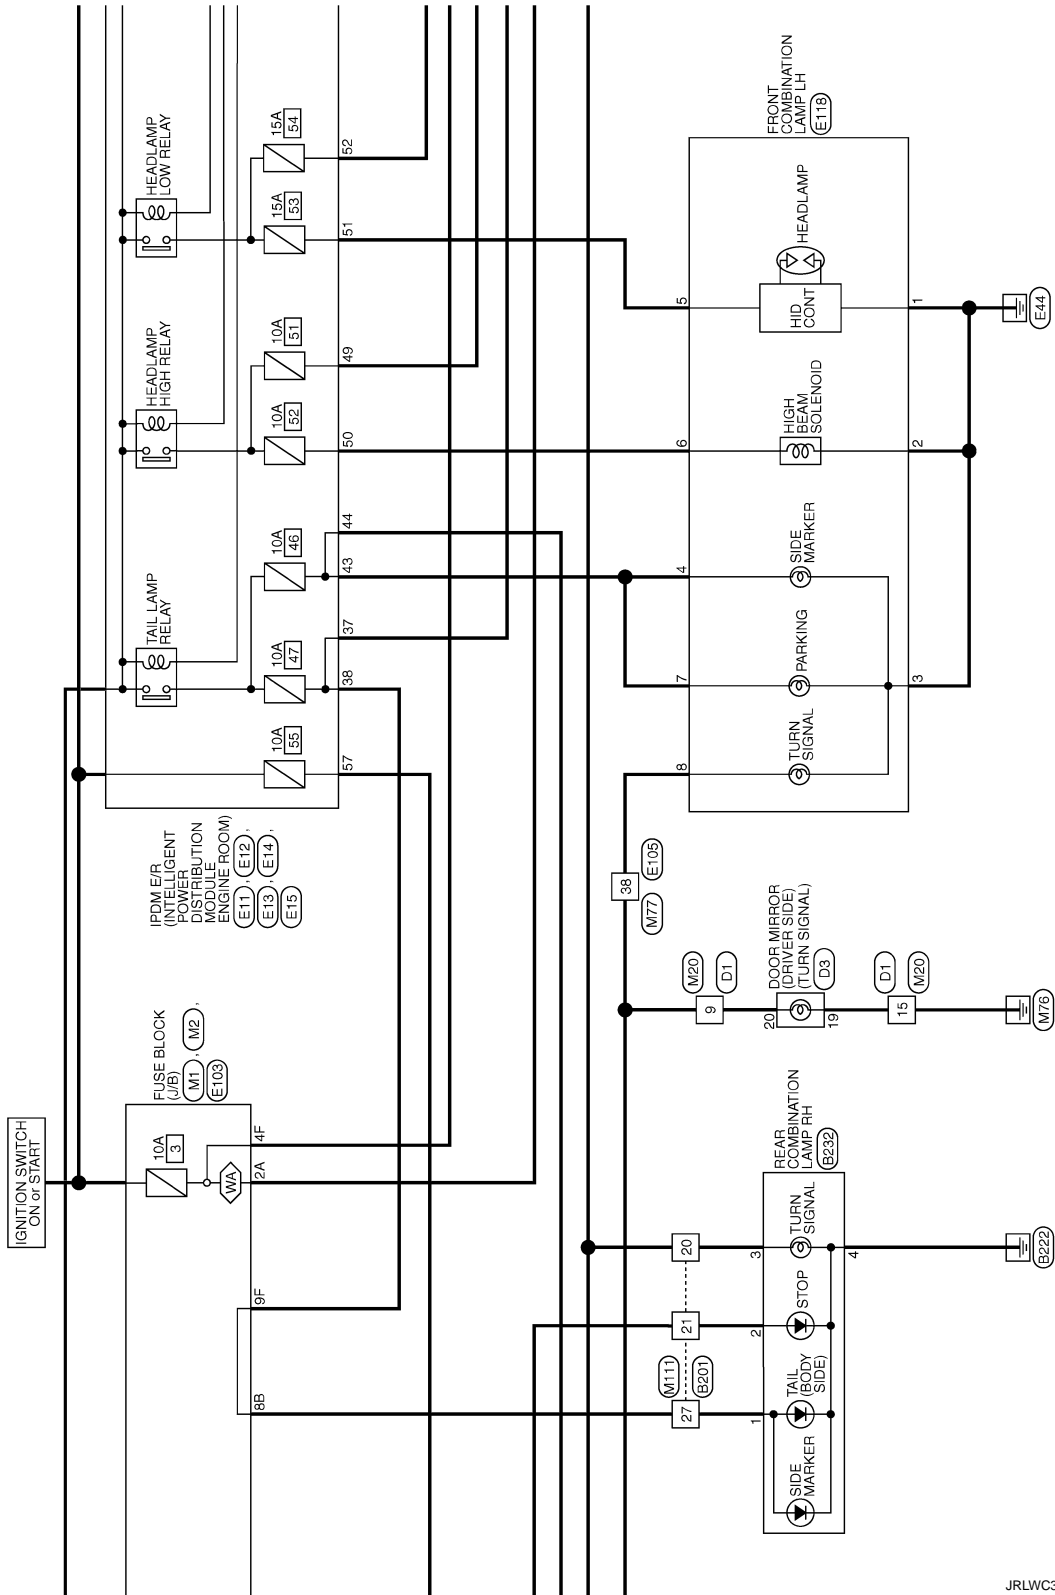 IGNITION SWITCH
ON or START
FUSE BLOCK
(J/B)
M1 , M2 ,
E103
10A
3
WA
8B
9F
2A
4F
IPDM E/R
(INTELLIGENT
POWER
DISTRIBUTION
MODULE
ENGINE ROOM)
E11 , E12 ,
E13 , E14 ,
E15
TAIL LAMP
RELAY
HEADLAMP
HIGH RELAY
HEADLAMP
LOW RELAY
10A
55
10A
47
10A
46
10A
52
10A
51
15A
53
15A
54
57
38
37
43
44
50
49
51
52
M111
B201
27
21
20
REAR
COMBINATION
LAMP RH
B232
1
2
3
SIDE
MARKER
TAIL
(BODY
SIDE)
STOP
TURN
SIGNAL
4
B222
M20
D1
9
DOOR MIRROR
(DRIVER SIDE)
(TURN SIGNAL)
D3
20
19
D1
M20
15
M76
38
E105
M77
FRONT
COMBINATION
LAMP LH
E118
8
7
4
6
5
TURN
SIGNAL
PARKING
SIDE
MARKER
HIGH
BEAM
SOLENOID
HID
CONT
HEADLAMP
3
2
1
E44